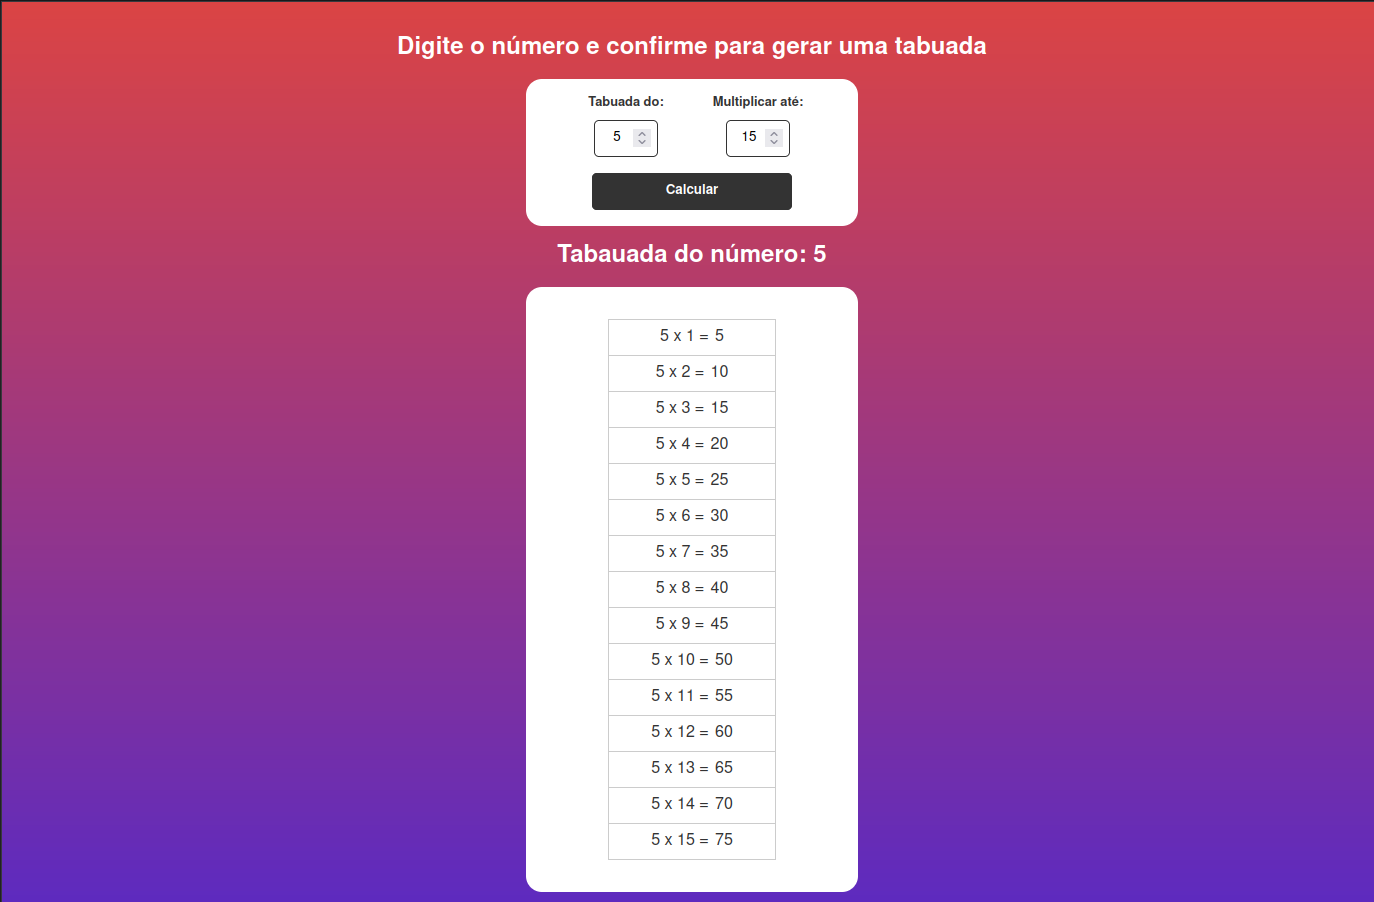 Digite o número e confirme para gerar uma tabuada
Tabuada do: Multiplicar até:
5 15
Calcular
Tabauada do número: 5
5 x 1 = 5
5 x 2 = 10
5 x 3 = 15
5 x 4 = 20
5 x 5 = 25
5 x 6 = 30
5 x 7 = 35
5 x 8 = 40
5 x 9 = 45
5 x 10 = 50
5 x 11 = 55
5 x 12 = 60
5 x 13 = 65
5 x 14 = 70
5 x 15 = 75